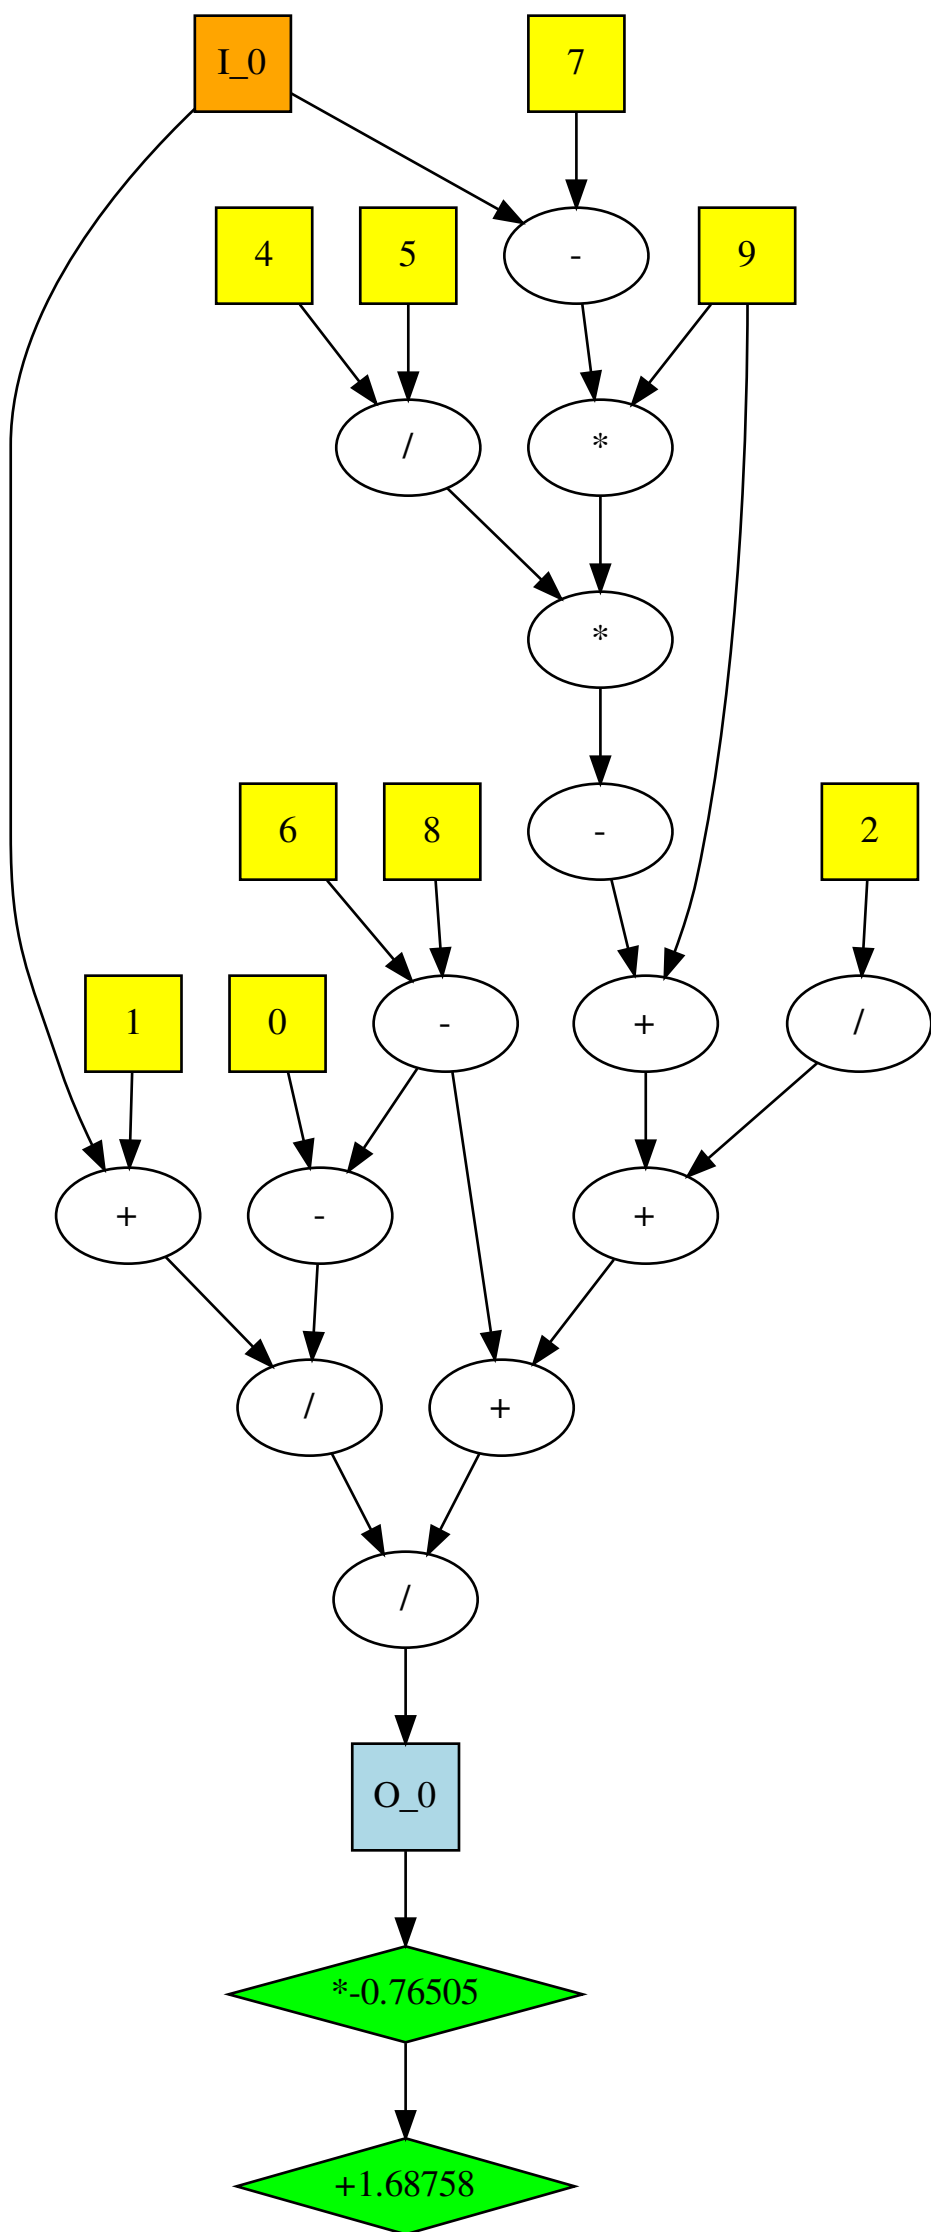 I_0 7
4 5 - 9
/ *
*
6 8 - 2
1 0 - + /
+ - +
/ +
/
O_0
*-0.76505
+1.68758